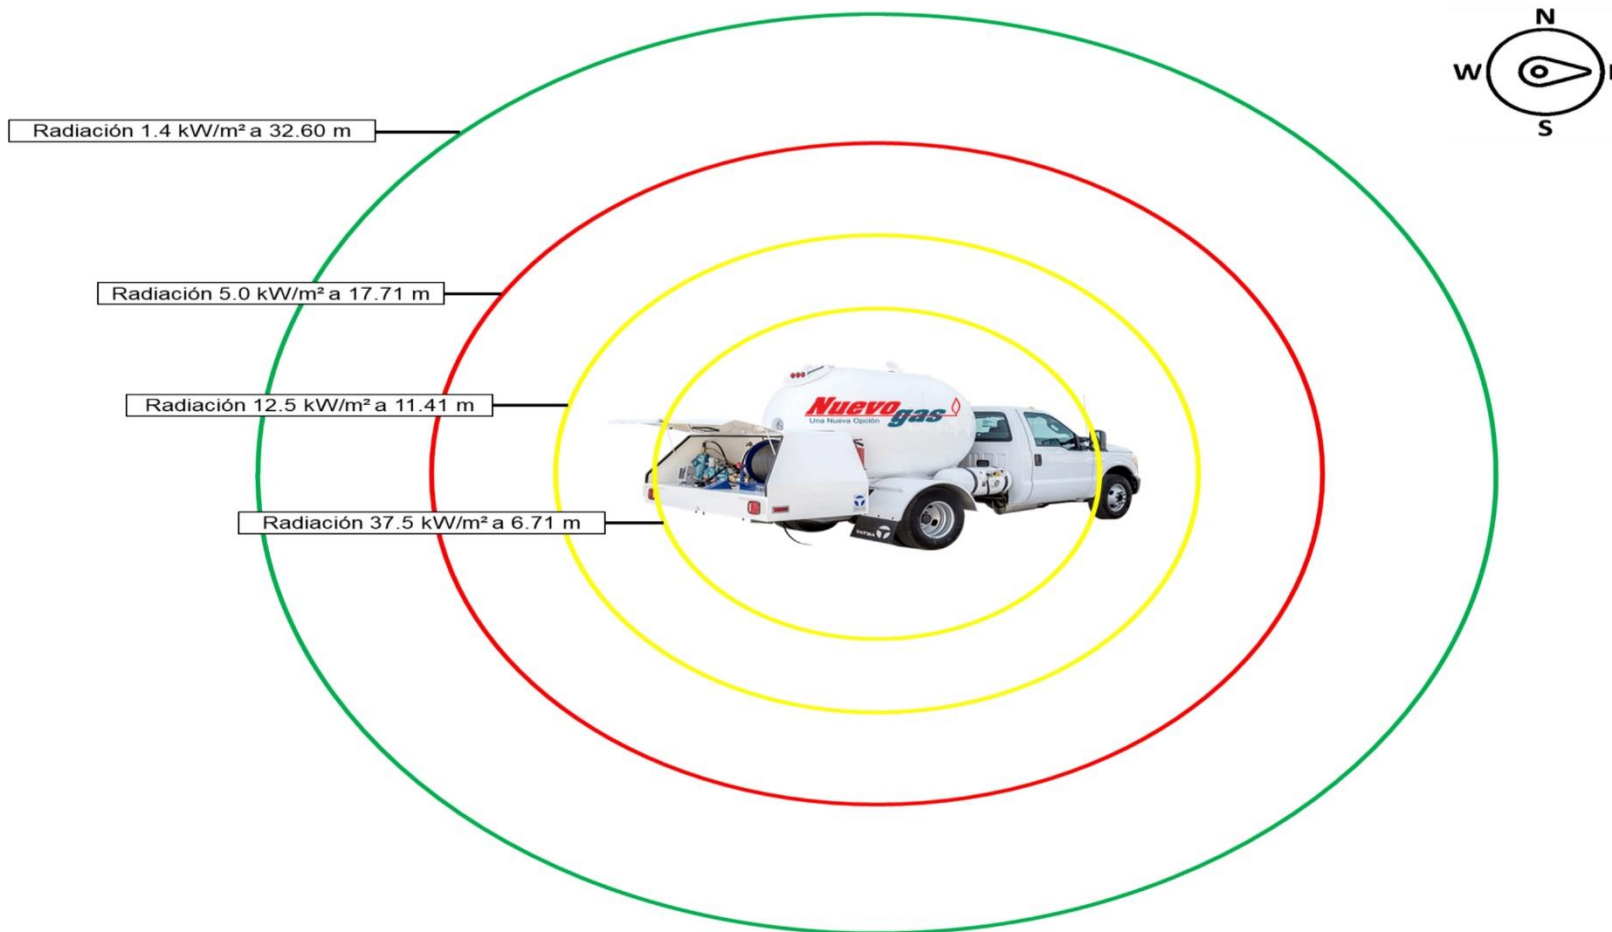 N
W
S
Radiación 1.4 kW/m² a 32.60 m
Radiación 5.0 kW/m² a 17.71 m
Radiación 12.5 kW/m² a 11.41 m
Radiación 37.5 kW/m² a 6.71 m
Nuevo gas
Una Nueva Opción
TATSA